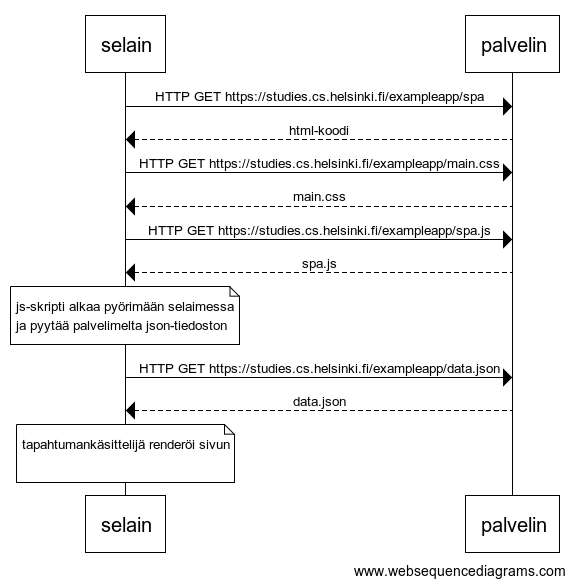 selain palvelin
HTTP GET https://studies.cs.helsinki.fi/exampleapp/spa
html-koodi
HTTP GET https://studies.cs.helsinki.fi/exampleapp/main.css
main.css
HTTP GET https://studies.cs.helsinki.fi/exampleapp/spa.js
spa.js
js-skripti alkaa pyörimään selaimessa
ja pyytää palvelimelta json-tiedoston
HTTP GET https://studies.cs.helsinki.fi/exampleapp/data.json
data.json
tapahtumankäsittelijä renderöi sivun
selain palvelin
www.websequencediagrams.com